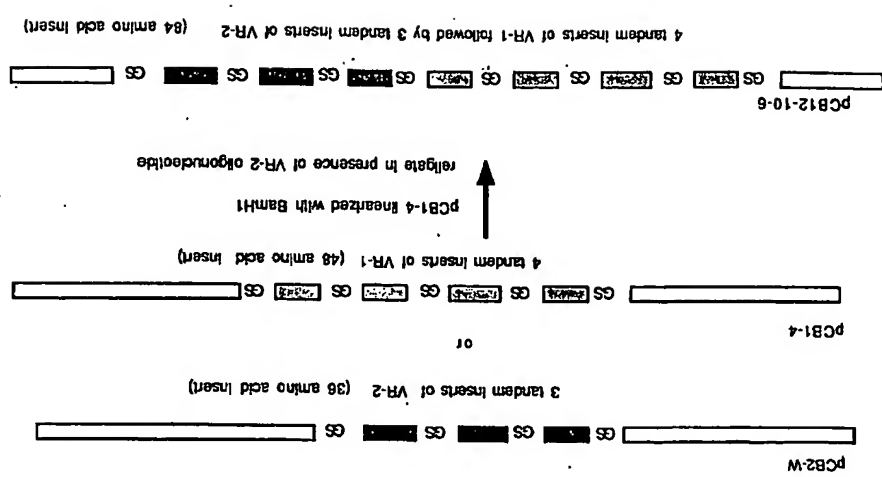 pCB2-W
GS GS GS GS
3 tandem inserts of VR-2 (36 amino acid insert)
or
pCB1-4
GS GS GS GS GS
4 tandem inserts of VR-1 (48 amino acid insert)
pCB1-4 linearized with BamH1
religate in presence of VR-2 oligonucleotide
pCB12-10-6
GS GS GS GS GS GS GS GS
4 tandem inserts of VR-1 followed by 3 tandem inserts of VR-2 (84 amino acid insert)